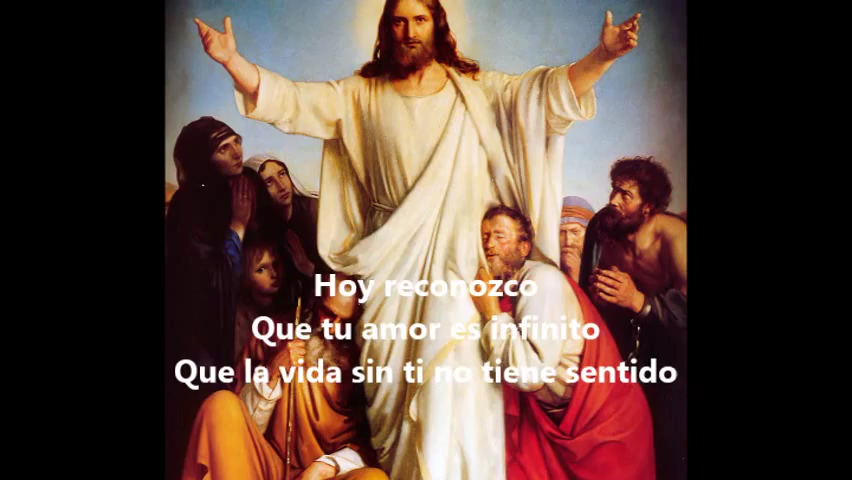 Hoy reconozco
Que tu amor es infinito
Que la vida sin ti no tiene sentido